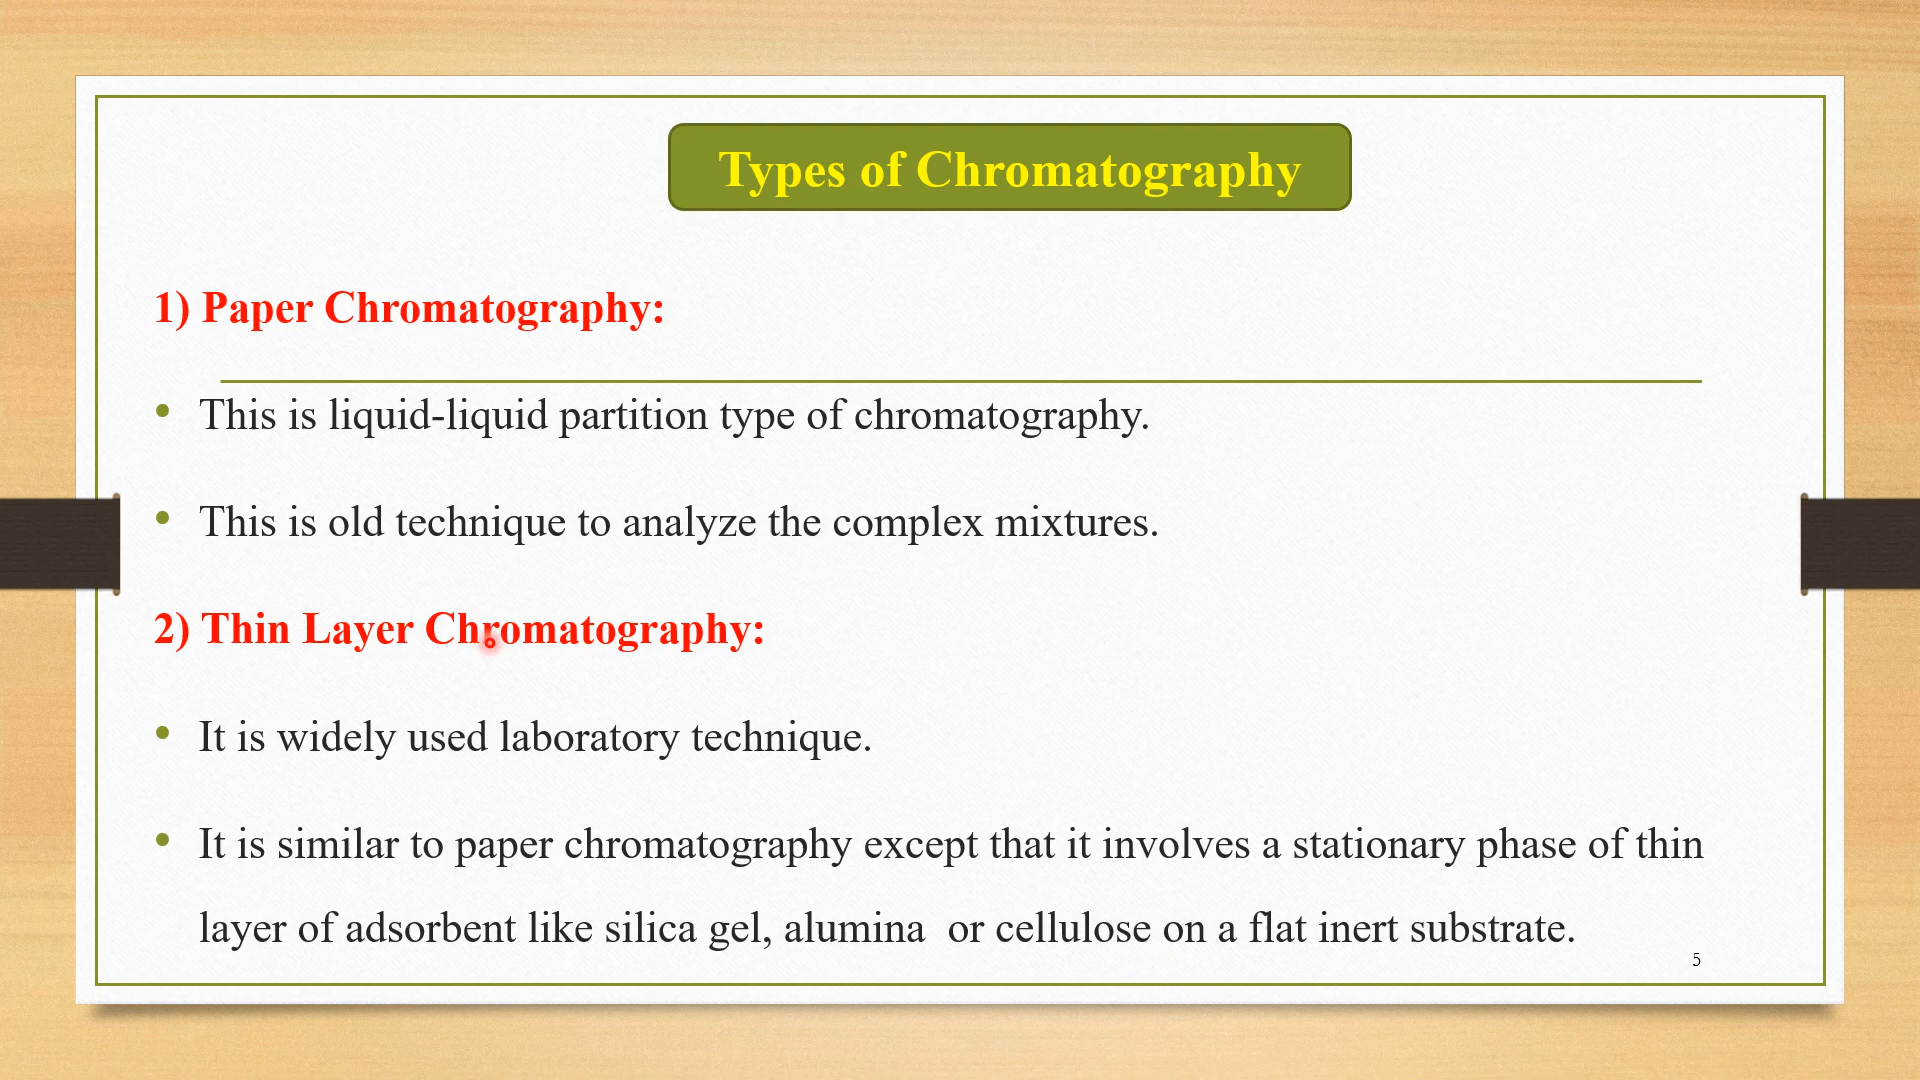 Types of Chromatography
1) Paper Chromatography:
• This is liquid-liquid partition type of chromatography.
• This is old technique to analyze the complex mixtures.
2) Thin Layer Chromatography:
• It is widely used laboratory technique.
• It is similar to paper chromatography except that it involves a stationary phase of thin
layer of adsorbent like silica gel, alumina  or cellulose on a flat inert substrate.
5